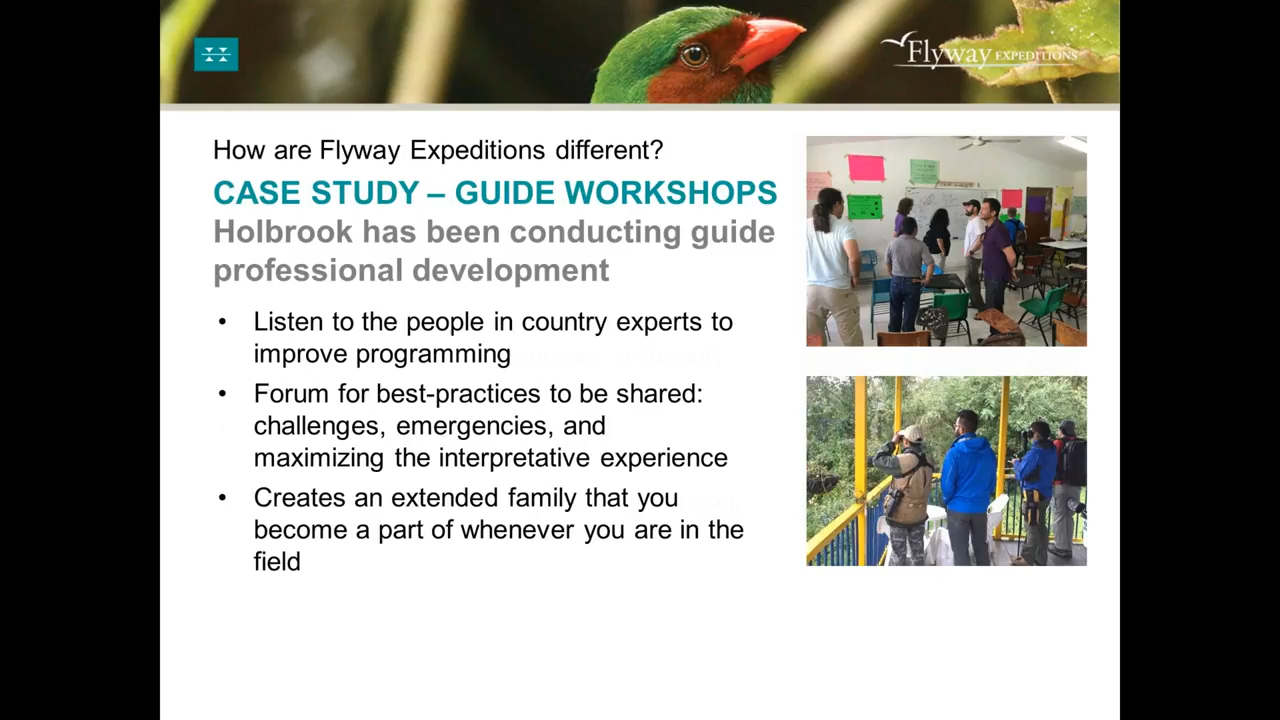 Flyway EXPEDITIONS
How are Flyway Expeditions different?
CASE STUDY – GUIDE WORKSHOPS
Holbrook has been conducting guide
professional development
• Listen to the people in country experts to
improve programming
• Forum for best-practices to be shared:
challenges, emergencies, and
maximizing the interpretative experience
• Creates an extended family that you
become a part of whenever you are in the
field